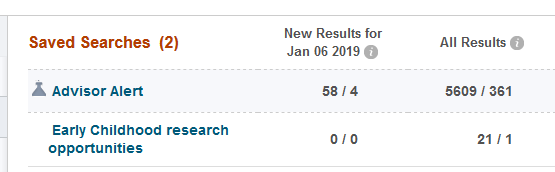 Saved Searches (2)
New Results for
Jan 06 2019
All Results
Advisor Alert
58 / 4
5609 / 361
Early Childhood research
opportunities
0 / 0
21 / 1